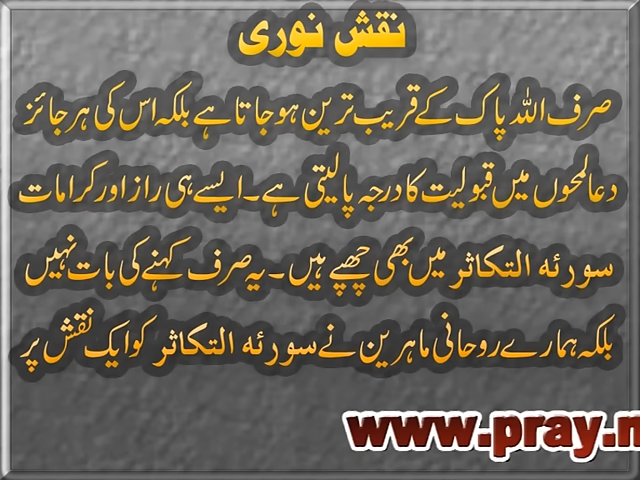 نقش نوری
صرف اللہ پاک کے قریب ترین ہو جاتا ہے بلکہ اس کی ہر جائز
دعا لمحوں میں قبولیت کا درجہ پا لیتی ہے۔ ایسے ہی راز اور کرامات
سورئہ التکاثر میں بھی چھپے ہیں۔ یہ صرف کہنے کی بات نہیں
بلکہ ہمارے روحانی ماہرین نے سورئہ التکاثر کو ایک نقش پر
www.pray.n